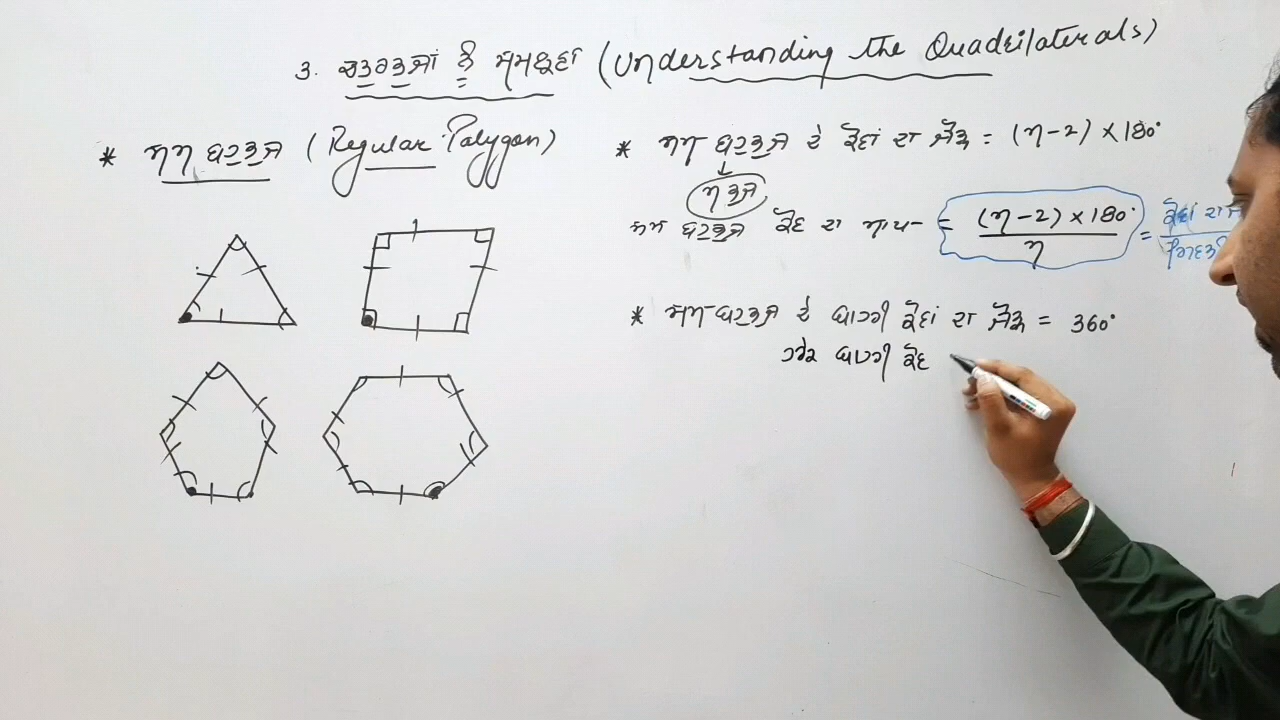 3. ਚਤੁਰਭੁਜਾਂ ਨੂੰ ਸਮਝਣਾ (Understanding the Quadrilaterals)
* ਸਮ ਬਹੁਭੁਜ (Regular Polygon)
* ਸਮ ਬਹੁਭੁਜ ਦੇ ਕੋਣਾਂ ਦਾ ਜੋੜ = (n-2) × 180°
n ਭੁਜ
ਸਮ ਬਹੁਭੁਜ ਕੋਣ ਦਾ ਮਾਪ = (n-2) × 180° / n = ਕੋਣਾਂ ਦਾ
* ਸਮ ਬਹੁਭੁਜ ਦੇ ਬਾਹਰੀ ਕੋਣਾਂ ਦਾ ਜੋੜ = 360°
ਹਰੇਕ ਬਾਹਰੀ ਕੋਣ